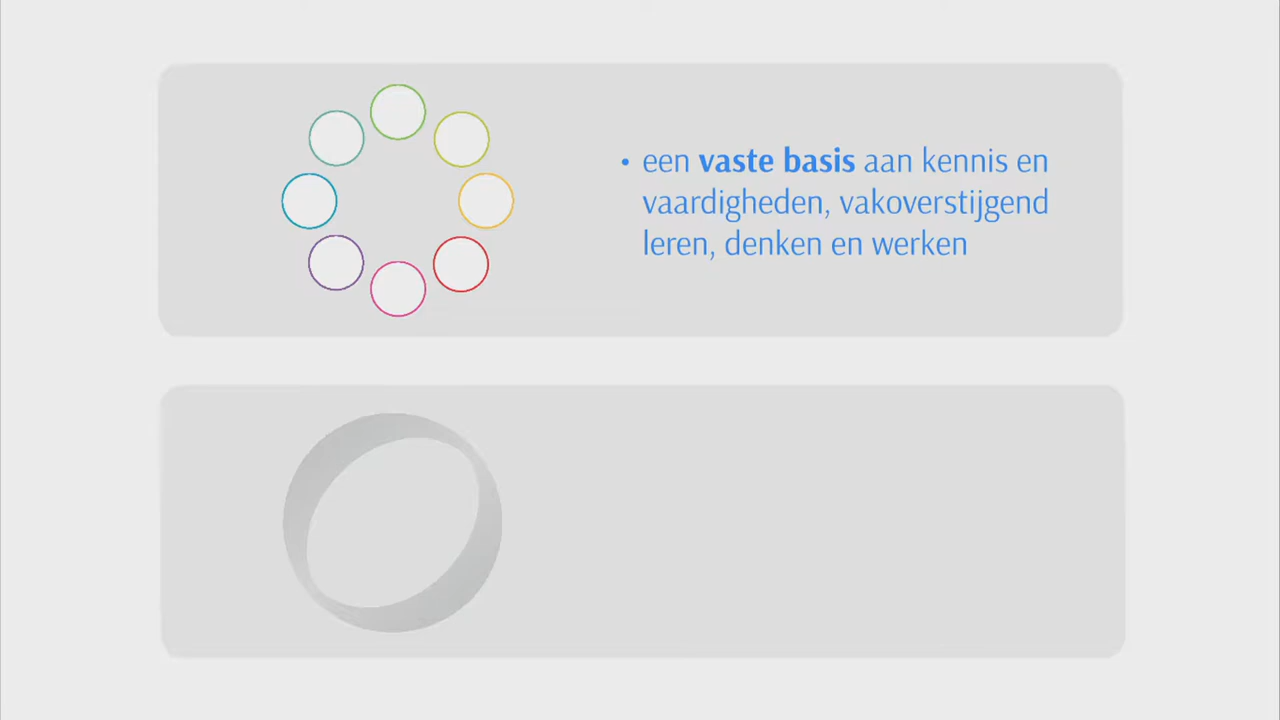 • een vaste basis aan kennis en
vaardigheden, vakoverstijgend
leren, denken en werken